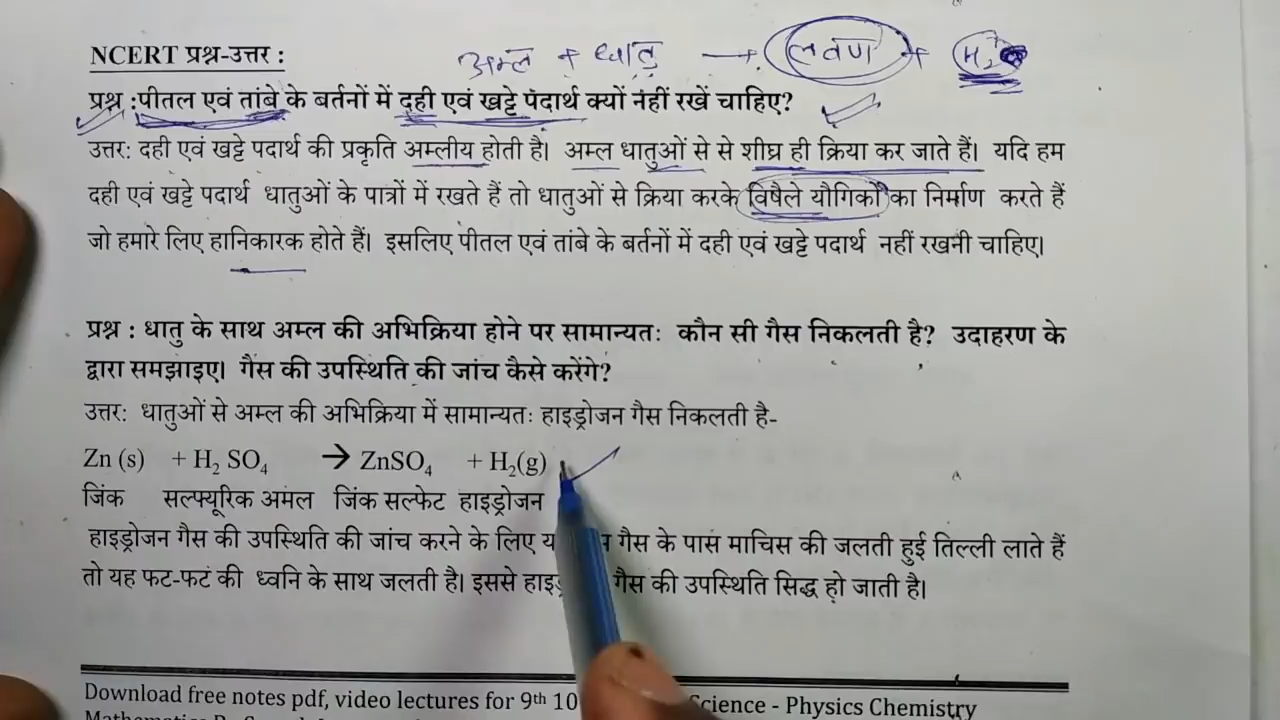 अम्ल + धातु → लवण + H₂
NCERT प्रश्न-उत्तर :
प्रश्न : पीतल एवं तांबे के बर्तनों में दही एवं खट्टे पदार्थ क्यों नहीं रखें चाहिए?
उत्तर: दही एवं खट्टे पदार्थ की प्रकृति अम्लीय होती है। अम्ल धातुओं से से शीघ्र ही क्रिया कर जाते हैं। यदि हम
दही एवं खट्टे पदार्थ धातुओं के पात्रों में रखते हैं तो धातुओं से क्रिया करके विषैले यौगिकों का निर्माण करते हैं
जो हमारे लिए हानिकारक होते हैं। इसलिए पीतल एवं तांबे के बर्तनों में दही एवं खट्टे पदार्थ नहीं रखनी चाहिए।
प्रश्न : धातु के साथ अम्ल की अभिक्रिया होने पर सामान्यतः कौन सी गैस निकलती है? उदाहरण के
द्वारा समझाइए। गैस की उपस्थिति की जांच कैसे करेंगे?
उत्तर: धातुओं से अम्ल की अभिक्रिया में सामान्यतः हाइड्रोजन गैस निकलती है-
Zn (s) + H₂ SO₄ → ZnSO₄ + H₂(g)
जिंक सल्फ्यूरिक अमल जिंक सल्फेट हाइड्रोजन
हाइड्रोजन गैस की उपस्थिति की जांच करने के लिए गैस के पास माचिस की जलती हुई तिल्ली लाते हैं
तो यह फट-फट की ध्वनि के साथ जलती है। इससे गैस की उपस्थिति सिद्ध हो जाती है।
Download free notes pdf, video lectures for 9th 10 Science - Physics Chemistry